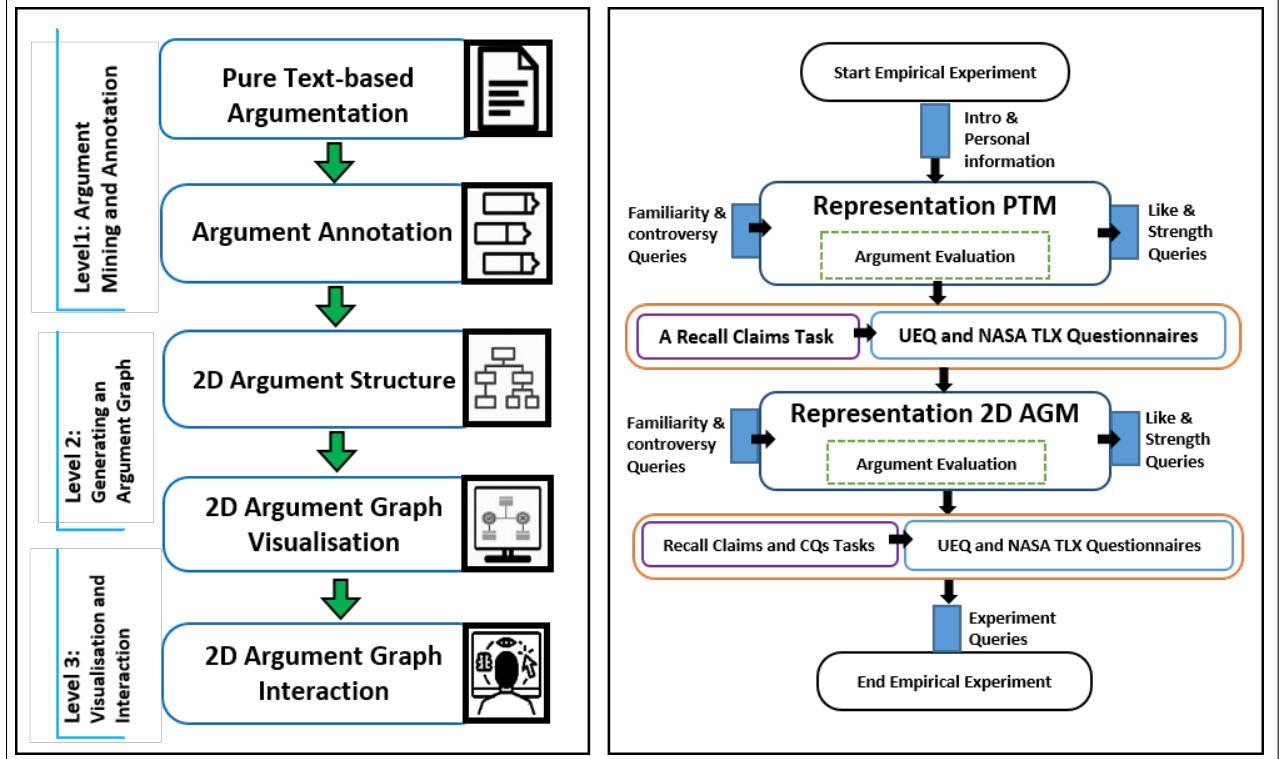 Level1: Argument
Mining and Annotation
Pure Text-based
Argumentation
Argument Annotation
Level 2:
Generating an
Argument Graph
2D Argument Structure
2D Argument Graph
Visualisation
Level 3:
Visualisation and
Interaction
2D Argument Graph
Interaction
Start Empirical Experiment
Intro &
Personal
information
Familiarity &
controversy
Queries
Representation PTM
Argument Evaluation
Like &
Strength
Queries
A Recall Claims Task
UEQ and NASA TLX Questionnaires
Familiarity &
controversy
Queries
Representation 2D AGM
Argument Evaluation
Like &
Strength
Queries
Recall Claims and CQs Tasks
UEQ and NASA TLX Questionnaires
Experiment
Queries
End Empirical Experiment